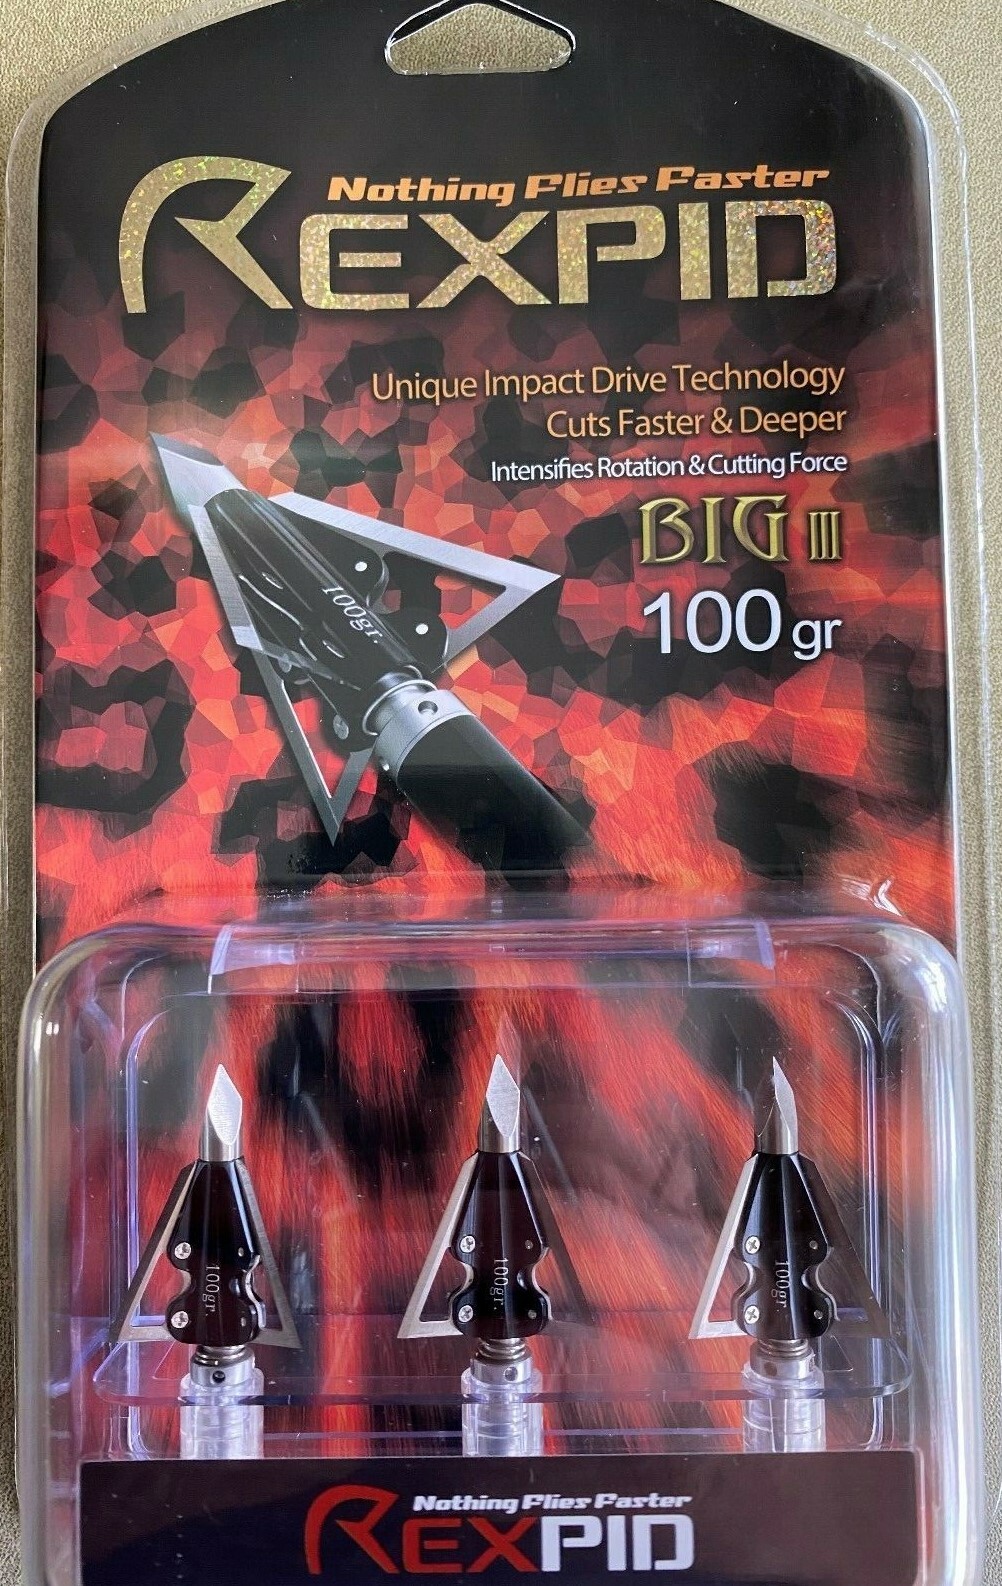 Nothing Flies Faster
REXPID
Unique Impact Drive Technology
Cuts Faster & Deeper
Intensifies Rotation & Cutting Force
BIG III
100 gr
100gr.
100gr.
100gr.
100gr.
Nothing Flies Faster
REXPID